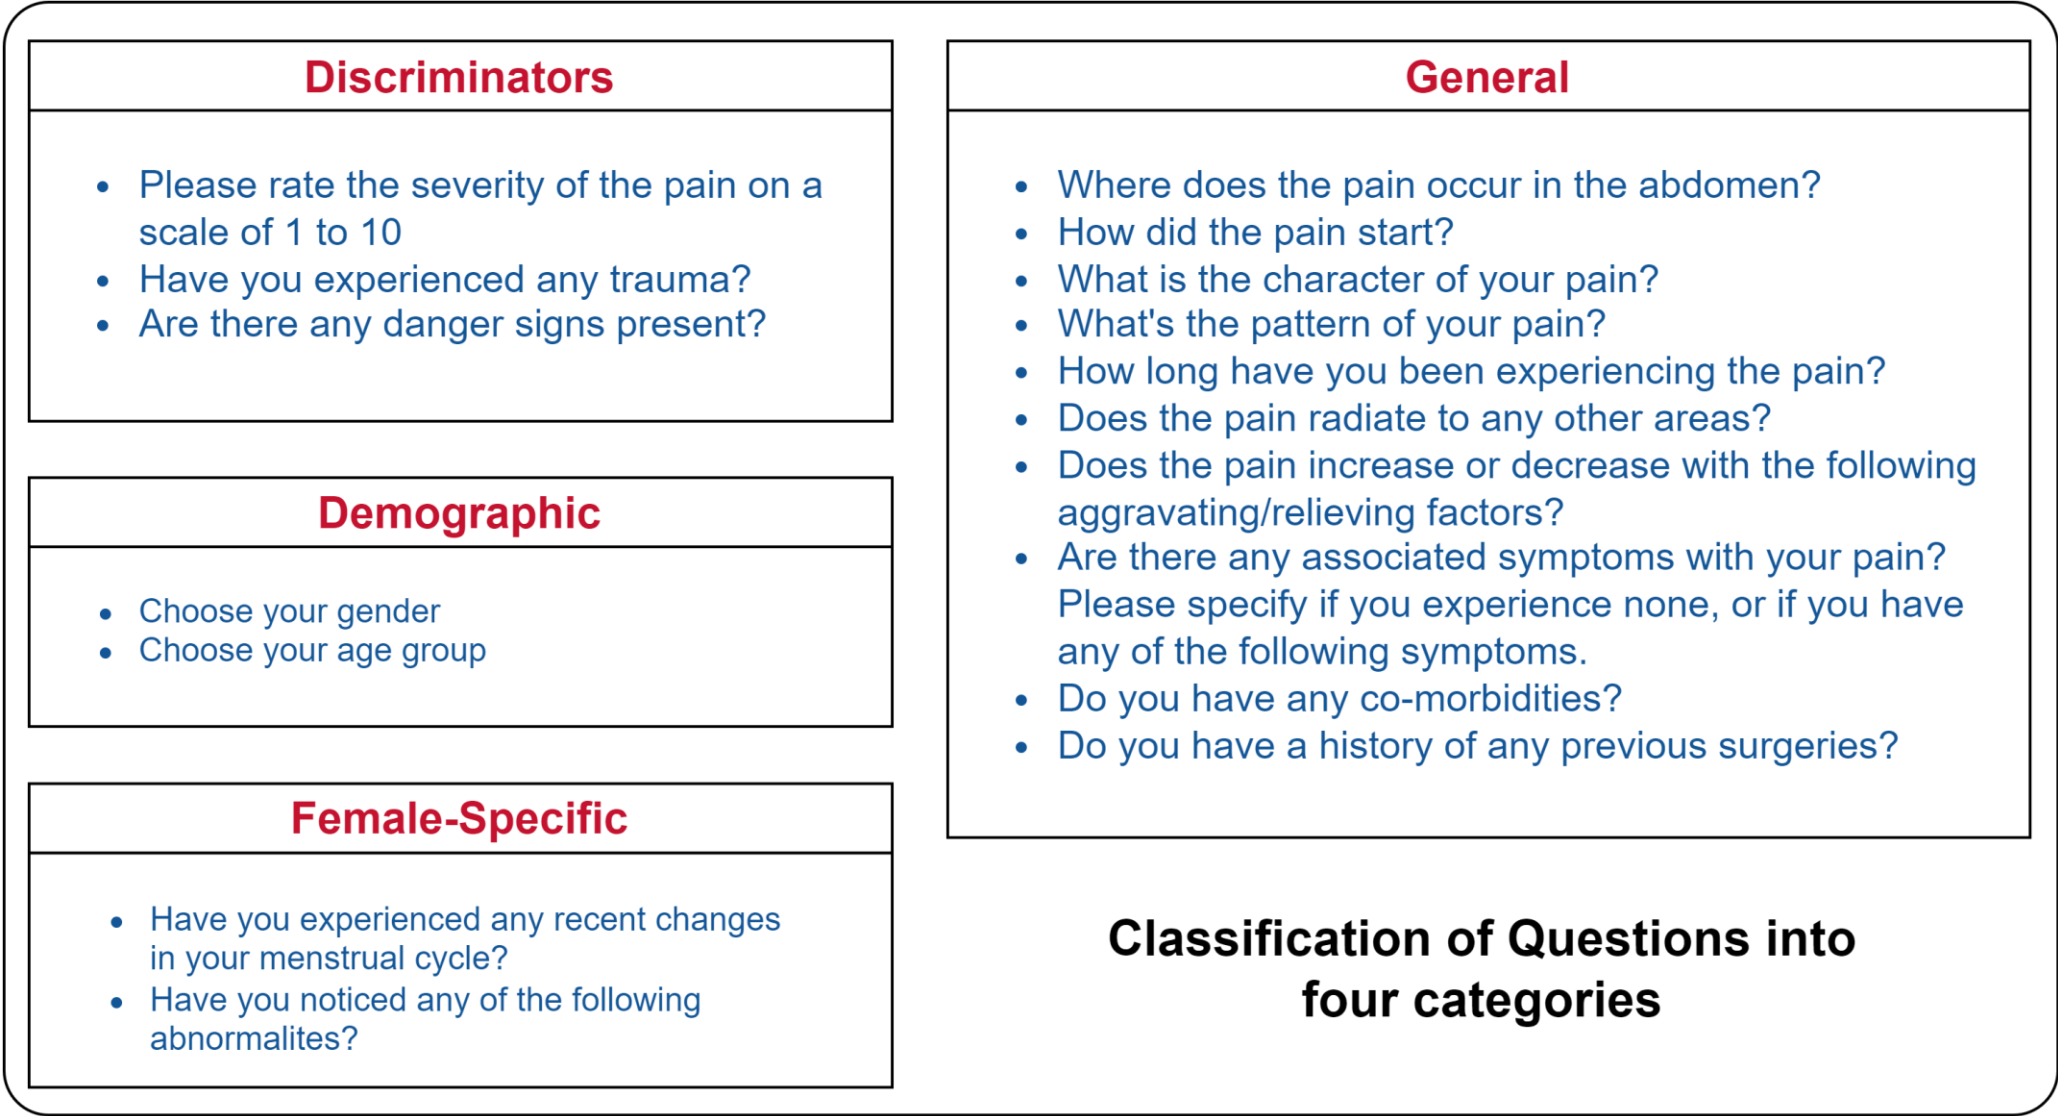 Discriminators
• Please rate the severity of the pain on a
scale of 1 to 10
• Have you experienced any trauma?
• Are there any danger signs present?
Demographic
• Choose your gender
• Choose your age group
Female-Specific
• Have you experienced any recent changes
in your menstrual cycle?
• Have you noticed any of the following
abnormalites?
General
• Where does the pain occur in the abdomen?
• How did the pain start?
• What is the character of your pain?
• What's the pattern of your pain?
• How long have you been experiencing the pain?
• Does the pain radiate to any other areas?
• Does the pain increase or decrease with the following
aggravating/relieving factors?
• Are there any associated symptoms with your pain?
Please specify if you experience none, or if you have
any of the following symptoms.
• Do you have any co-morbidities?
• Do you have a history of any previous surgeries?
Classification of Questions into
four categories